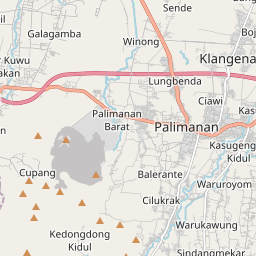 Sende
Boj
Galagamba
Winong
Kuwu
akan
Klangena
Lungbenda
Ciawi
Kas
Palimanan
Barat
Palimanan
Kasugeng
Kidul
Cupang
Balerante
Waruroyom
Cilukrak
Warukawung
Kedongdong
Kidul
Sindangmekar